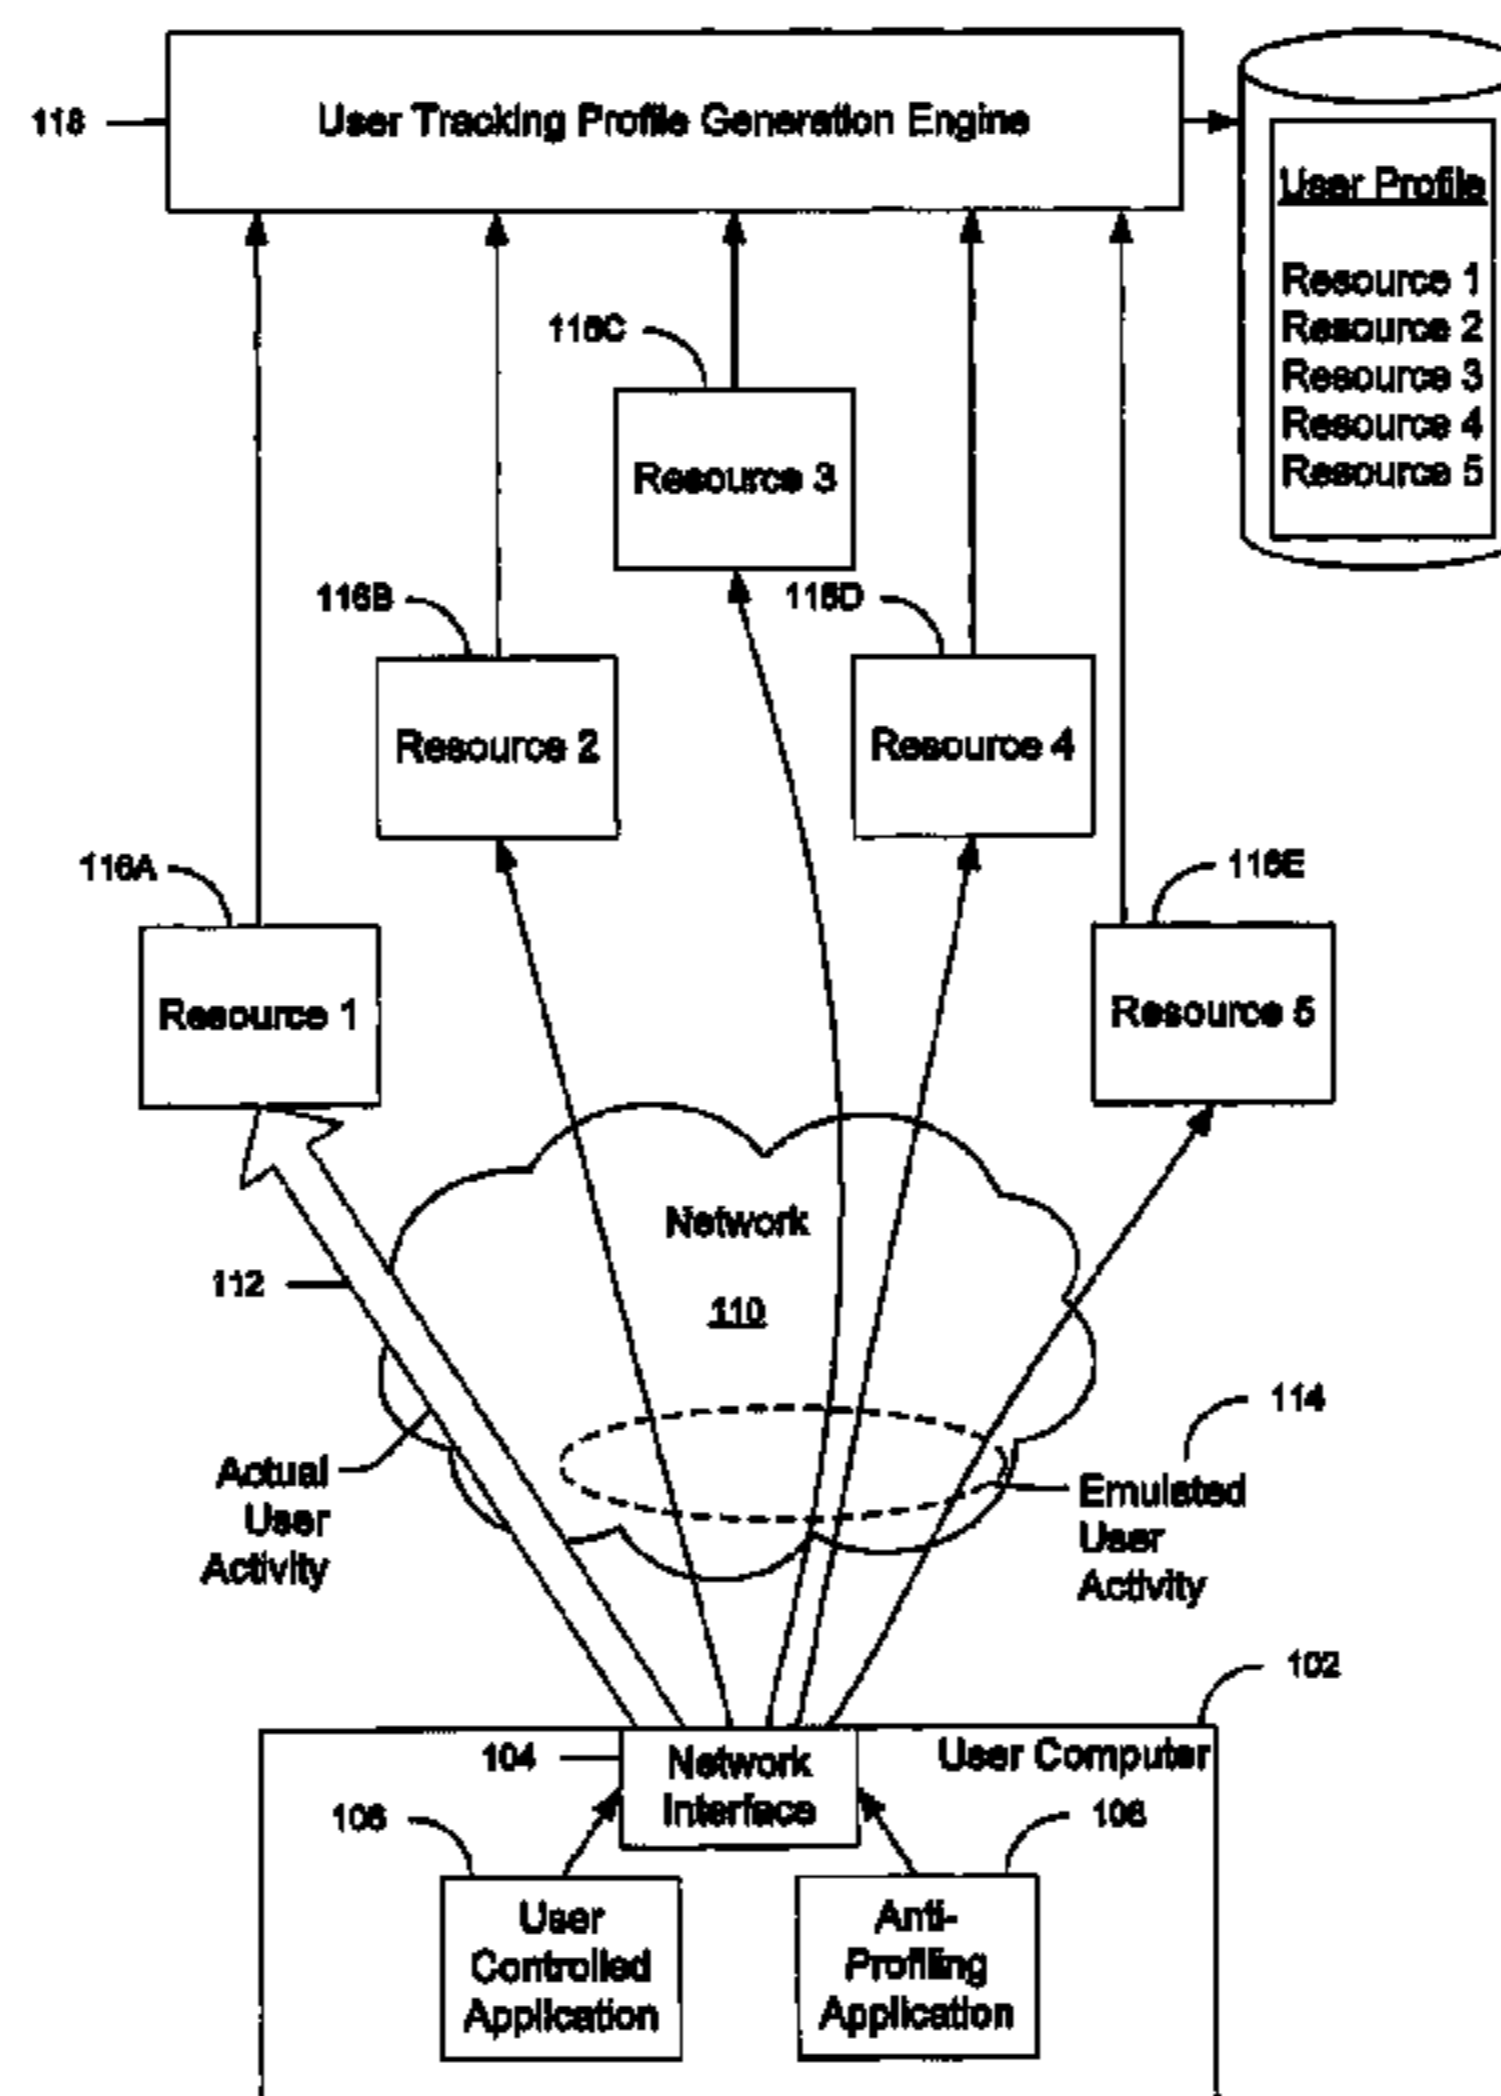 118
User Tracking Profile Generation Engine
User Profile
Resource 1
Resource 2
Resource 3
Resource 4
Resource 5
116C
Resource 3
116B
Resource 2
116D
Resource 4
116A
Resource 1
116E
Resource 5
Network
110
112
Actual
User
Activity
114
Emulated
User
Activity
102
User Computer
104
Network
Interface
User
Controlled
Application
Anti-
Profiling
Application